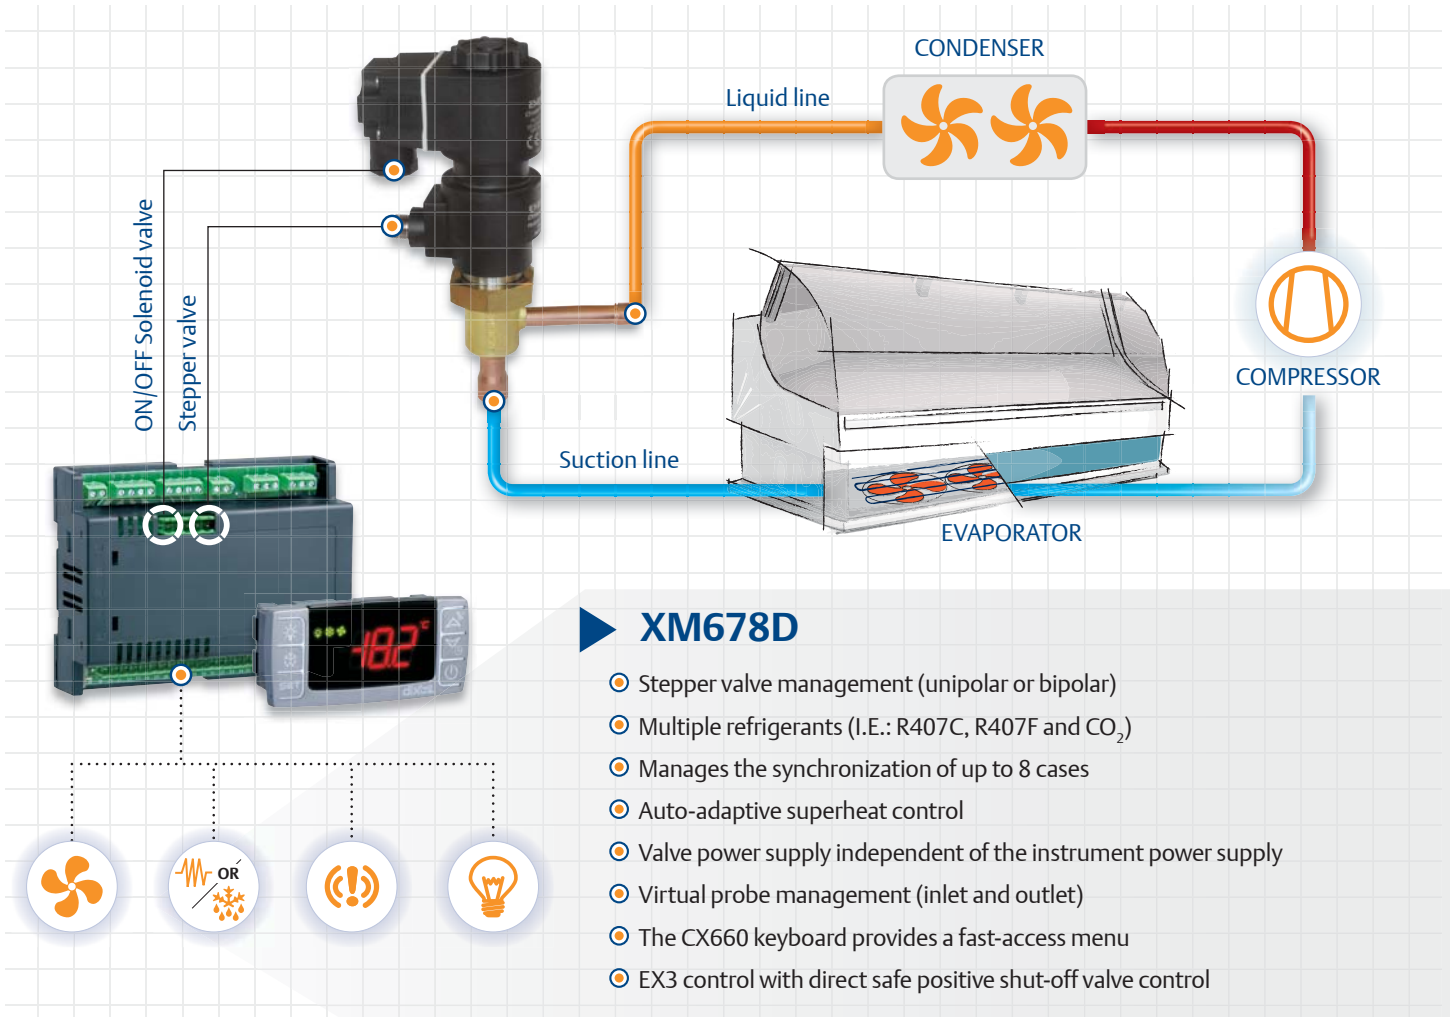 CONDENSER
Liquid line
ON/OFF Solenoid valve
Stepper valve
COMPRESSOR
Suction line
EVAPORATOR
SET
-18.2 °C
dixell
OR
XM678D
Stepper valve management (unipolar or bipolar)
Multiple refrigerants (I.E.: R407C, R407F and CO₂)
Manages the synchronization of up to 8 cases
Auto-adaptive superheat control
Valve power supply independent of the instrument power supply
Virtual probe management (inlet and outlet)
The CX660 keyboard provides a fast-access menu
EX3 control with direct safe positive shut-off valve control